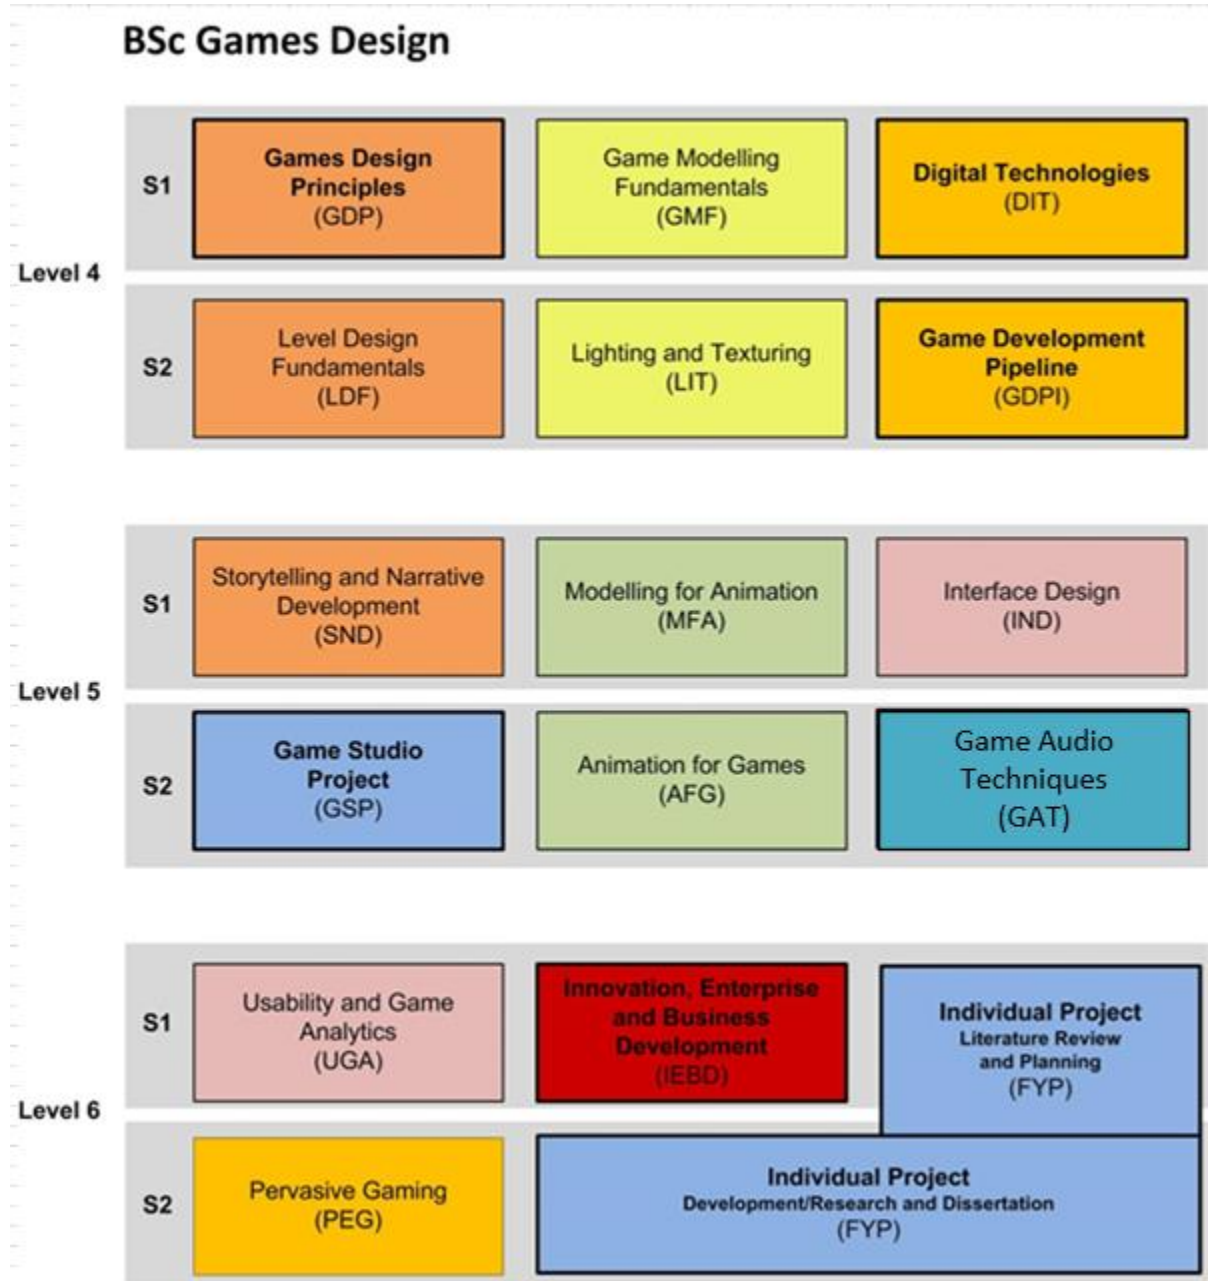 BSc Games Design
Level 4
S1
Games Design
Principles
(GDP)
Game Modelling
Fundamentals
(GMF)
Digital Technologies
(DIT)
S2
Level Design
Fundamentals
(LDF)
Lighting and Texturing
(LIT)
Game Development
Pipeline
(GDPI)
Level 5
S1
Storytelling and Narrative
Development
(SND)
Modelling for Animation
(MFA)
Interface Design
(IND)
S2
Game Studio
Project
(GSP)
Animation for Games
(AFG)
Game Audio
Techniques
(GAT)
Level 6
S1
Usability and Game
Analytics
(UGA)
Innovation, Enterprise
and Business
Development
(IEBD)
Individual Project
Literature Review
and Planning
(FYP)
S2
Pervasive Gaming
(PEG)
Individual Project
Development/Research and Dissertation
(FYP)